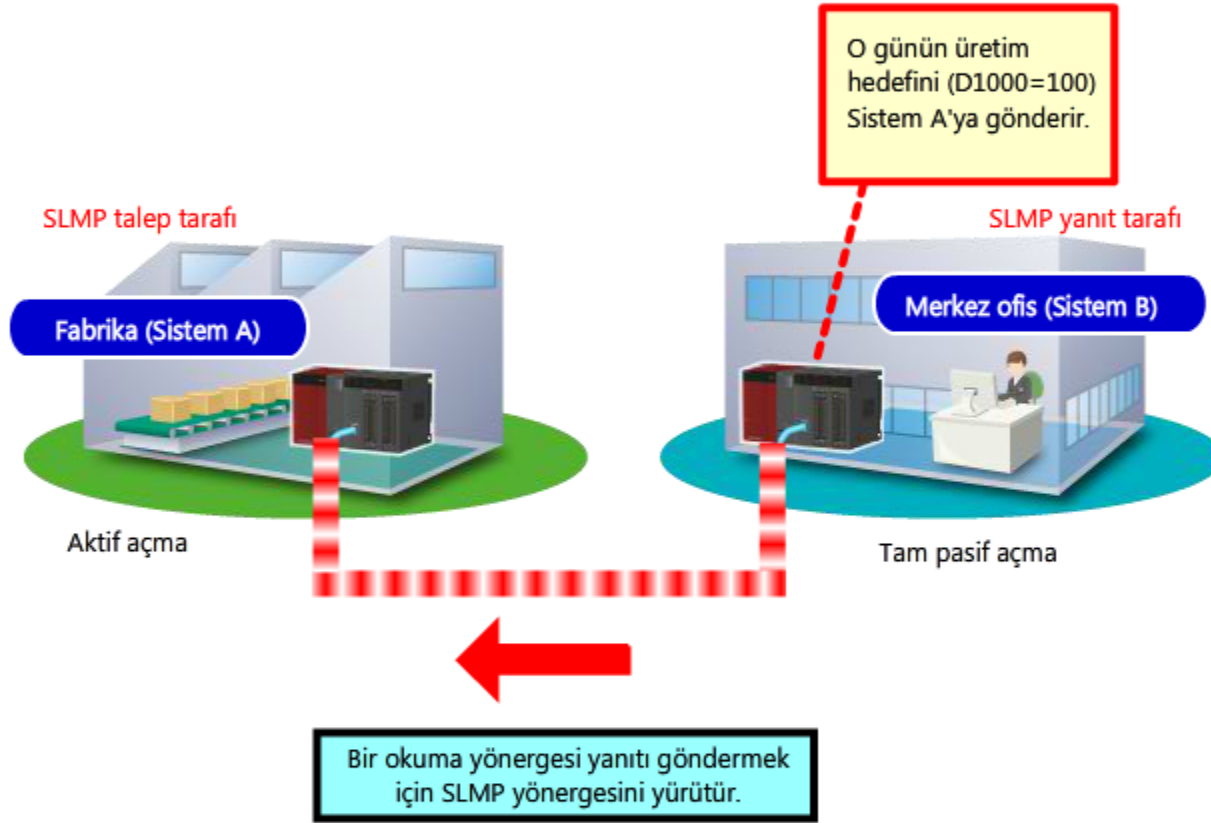 O günün üretim
hedefini (D1000=100)
Sistem A'ya gönderir.
SLMP talep tarafı
SLMP yanıt tarafı
Fabrika (Sistem A)
Merkez ofis (Sistem B)
Aktif açma
Tam pasif açma
Bir okuma yönergesi yanıtı göndermek
için SLMP yönergesini yürütür.